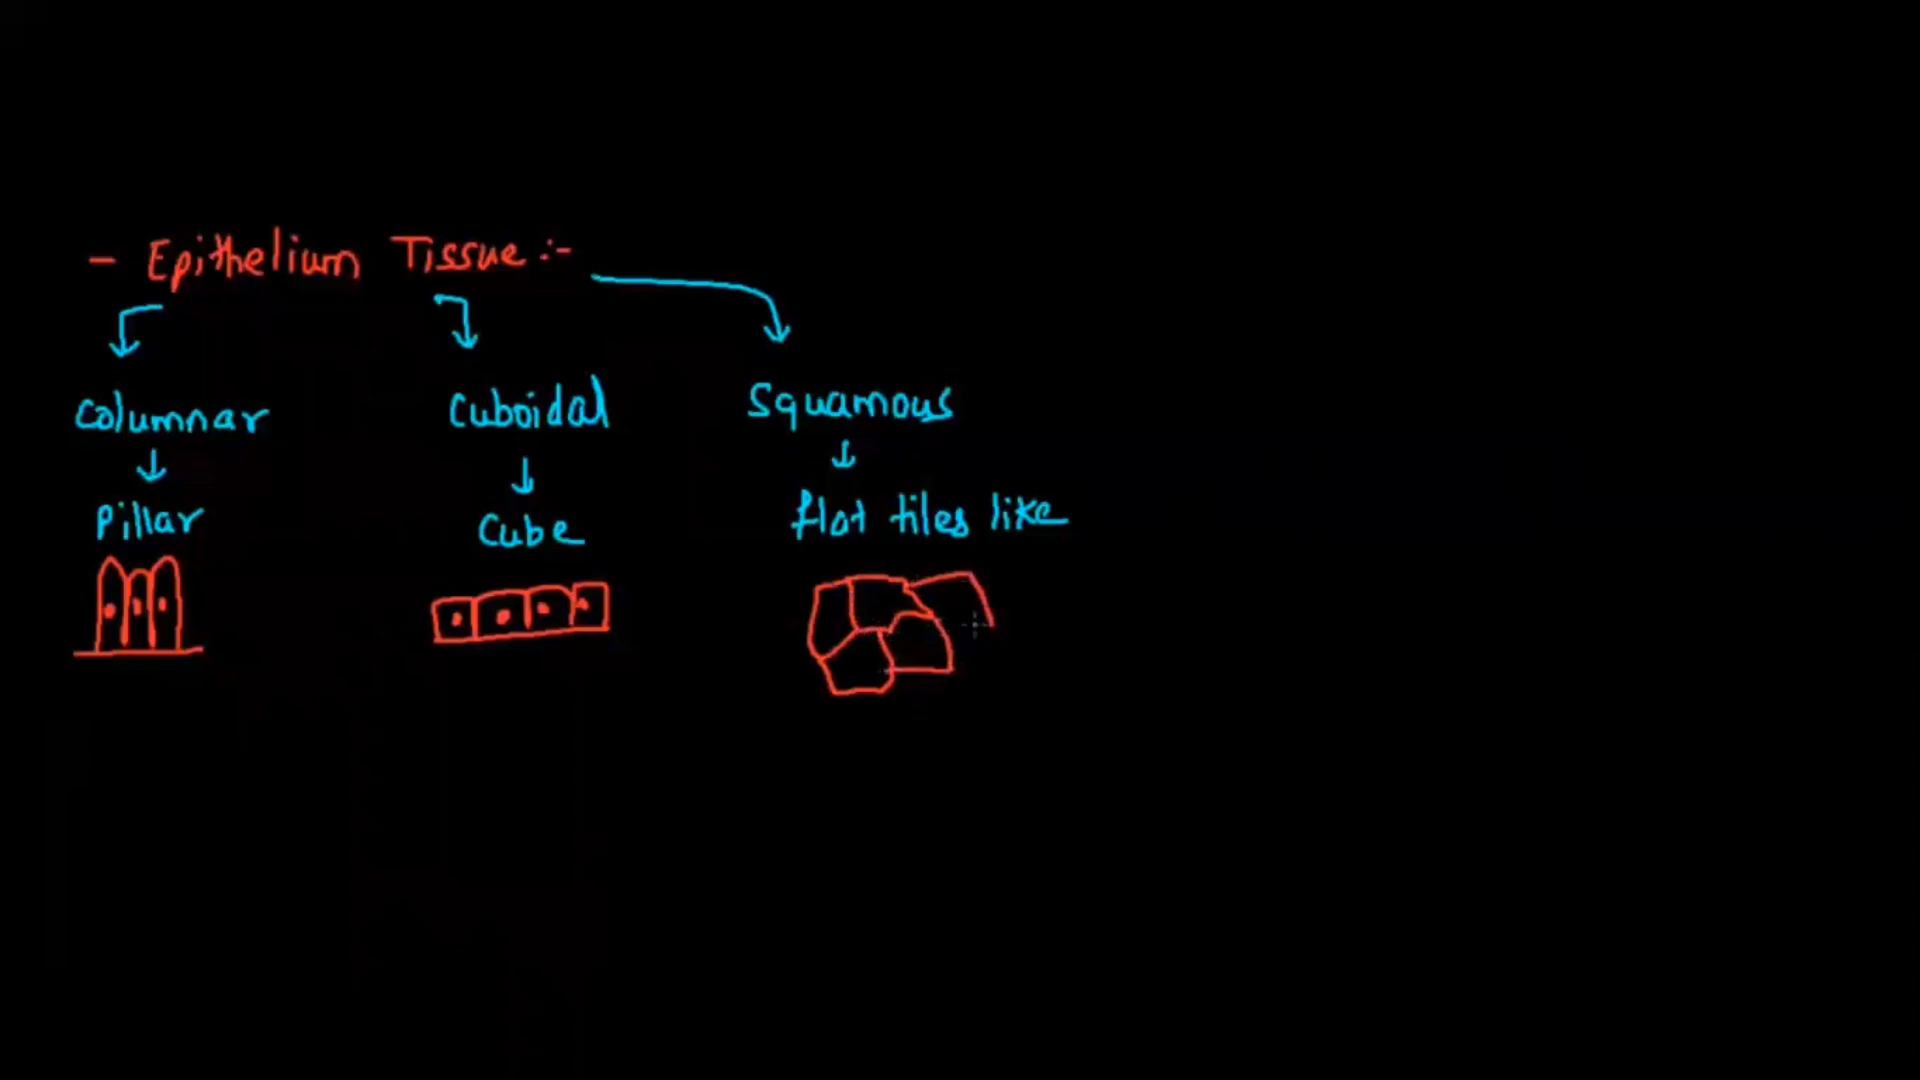 - Epithelium Tissue :-
Columnar Cuboidal Squamous
Pillar Cube flat tiles like